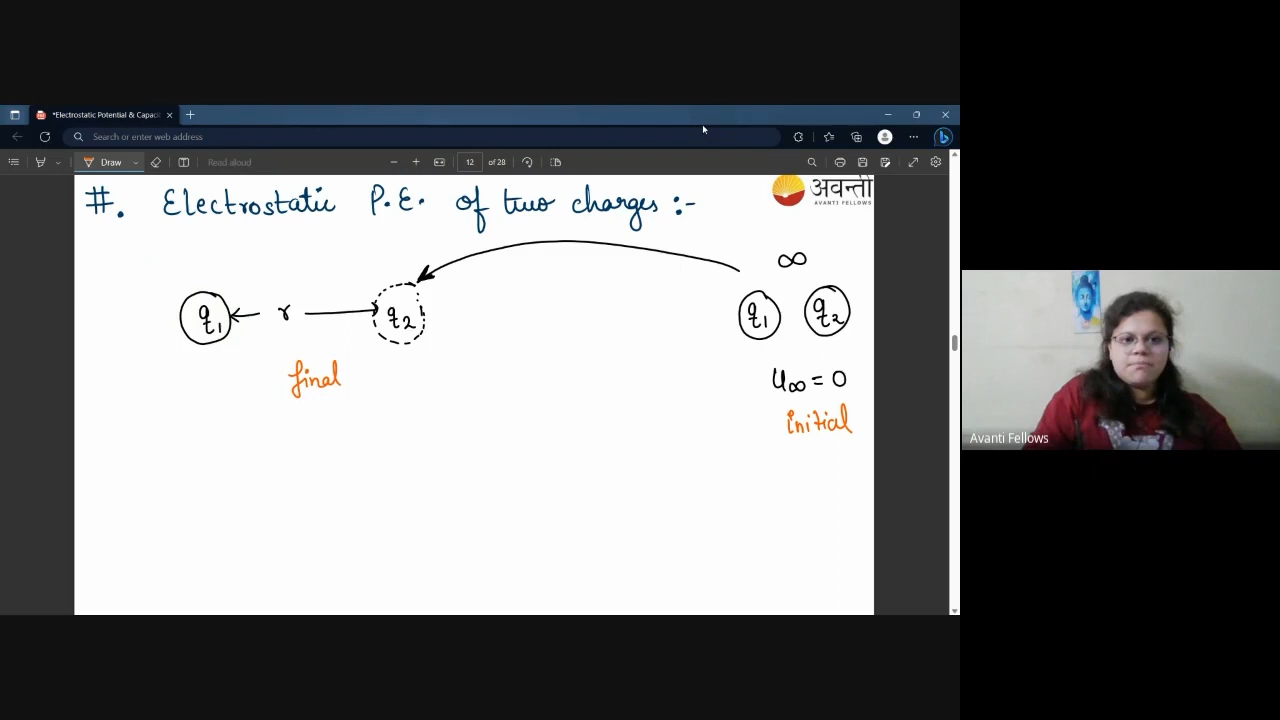 *Electrostatic Potential & Capaci
Search or enter web address
Draw
Read aloud
12 of 28
#. Electrostatic P.E. of two charges :-
अवन्ती
AVANTI FELLOWS
∞
q1 r q2
q1 q2
final
U∞ = 0
initial
Avanti Fellows